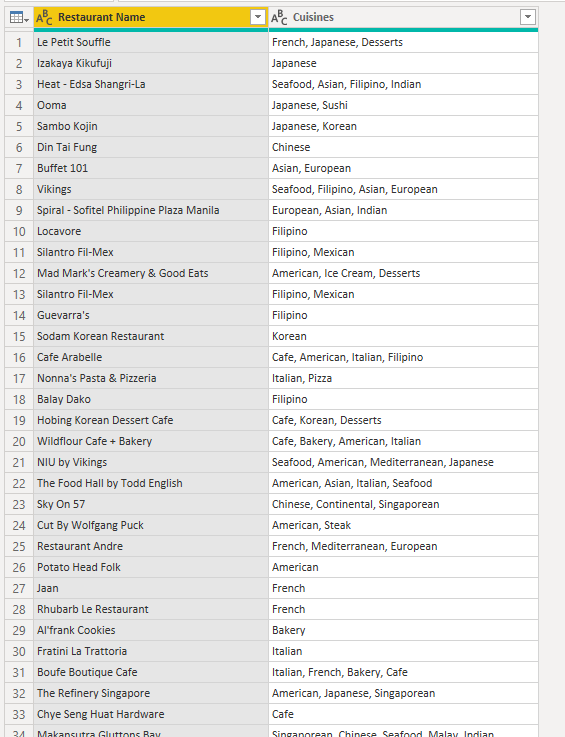 Restaurant Name Cuisines
1 Le Petit Souffle French, Japanese, Desserts
2 Izakaya Kikufuji Japanese
3 Heat - Edsa Shangri-La Seafood, Asian, Filipino, Indian
4 Ooma Japanese, Sushi
5 Sambo Kojin Japanese, Korean
6 Din Tai Fung Chinese
7 Buffet 101 Asian, European
8 Vikings Seafood, Filipino, Asian, European
9 Spiral - Sofitel Philippine Plaza Manila European, Asian, Indian
10 Locavore Filipino
11 Silantro Fil-Mex Filipino, Mexican
12 Mad Mark's Creamery & Good Eats American, Ice Cream, Desserts
13 Silantro Fil-Mex Filipino, Mexican
14 Guevarra's Filipino
15 Sodam Korean Restaurant Korean
16 Cafe Arabelle Cafe, American, Italian, Filipino
17 Nonna's Pasta & Pizzeria Italian, Pizza
18 Balay Dako Filipino
19 Hobing Korean Dessert Cafe Cafe, Korean, Desserts
20 Wildflour Cafe + Bakery Cafe, Bakery, American, Italian
21 NIU by Vikings Seafood, American, Mediterranean, Japanese
22 The Food Hall by Todd English American, Asian, Italian, Seafood
23 Sky On 57 Chinese, Continental, Singaporean
24 Cut By Wolfgang Puck American, Steak
25 Restaurant Andre French, Mediterranean, European
26 Potato Head Folk American
27 Jaan French
28 Rhubarb Le Restaurant French
29 Al'frank Cookies Bakery
30 Fratini La Trattoria Italian
31 Boufe Boutique Cafe Italian, French, Bakery, Cafe
32 The Refinery Singapore American, Japanese, Singaporean
33 Chye Seng Huat Hardware Cafe
34 Makansutra Gluttons Bay Singaporean, Chinese, Seafood, Malay, Indian